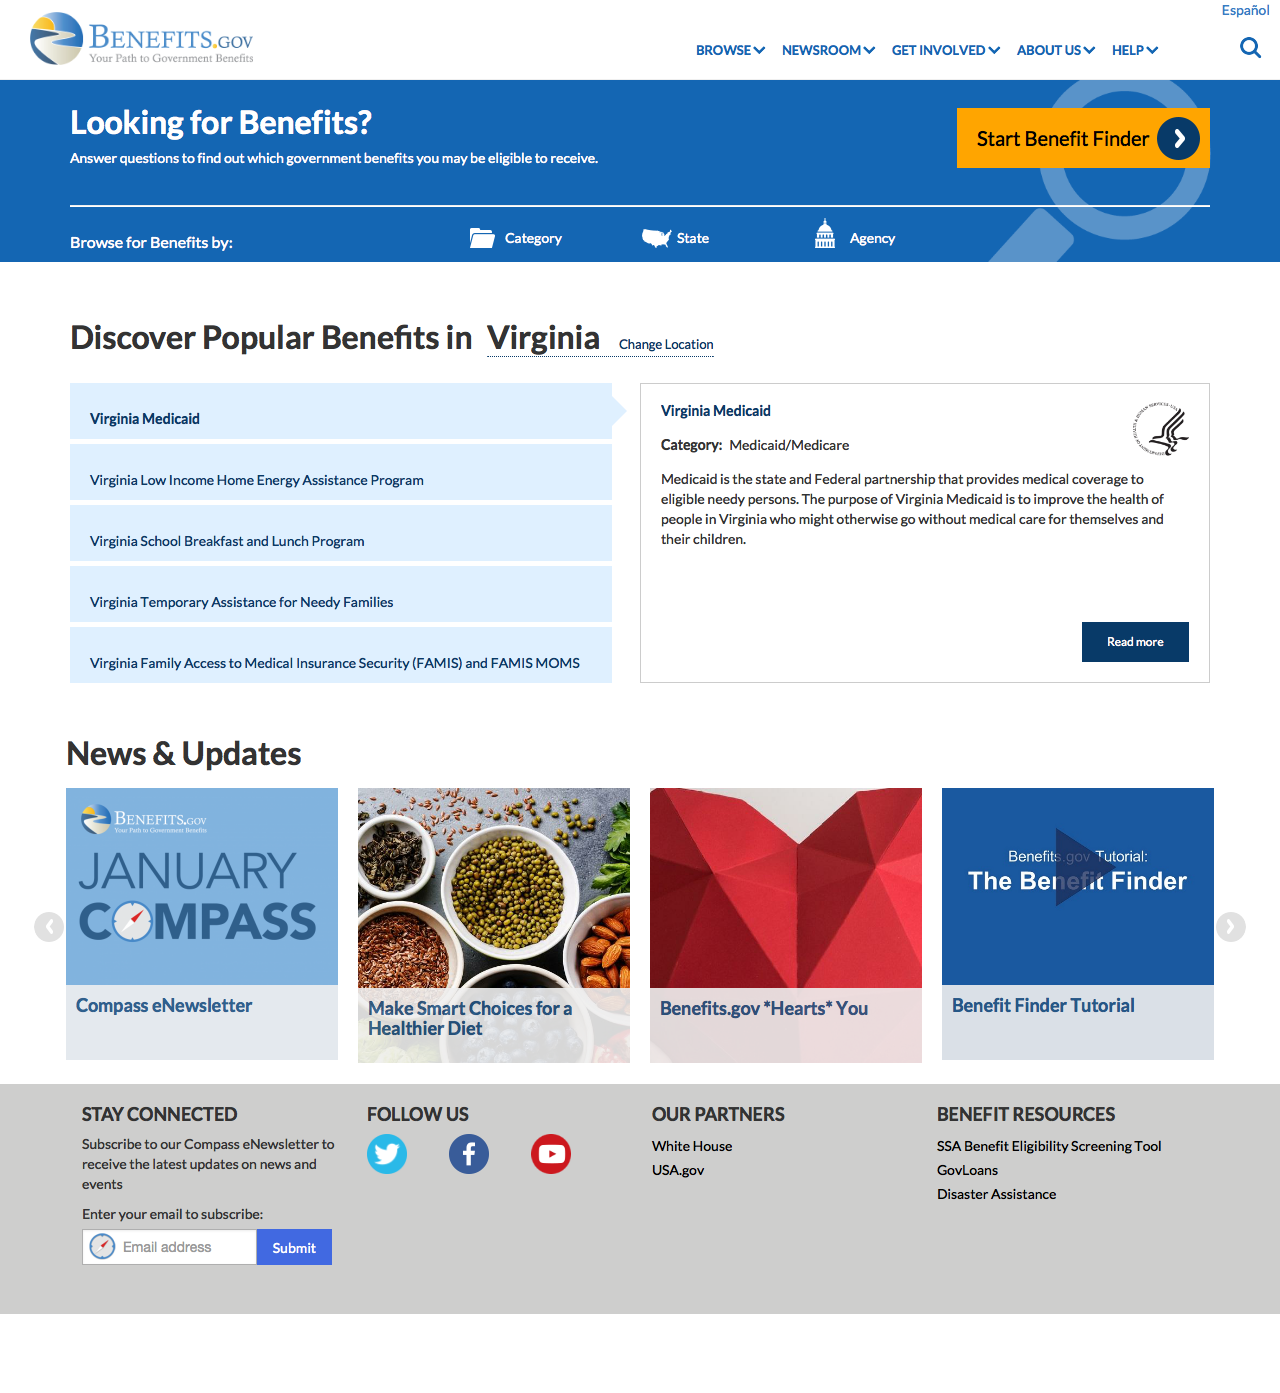 Español
BENEFITS.GOV
Your Path to Government Benefits
BROWSE NEWSROOM GET INVOLVED ABOUT US HELP
Looking for Benefits?
Answer questions to find out which government benefits you may be eligible to receive.
Start Benefit Finder
Browse for Benefits by:
Category
State
Agency
Discover Popular Benefits in Virginia Change Location
Virginia Medicaid
Virginia Low Income Home Energy Assistance Program
Virginia School Breakfast and Lunch Program
Virginia Temporary Assistance for Needy Families
Virginia Family Access to Medical Insurance Security (FAMIS) and FAMIS MOMS
Virginia Medicaid
Category: Medicaid/Medicare
Medicaid is the state and Federal partnership that provides medical coverage to
eligible needy persons. The purpose of Virginia Medicaid is to improve the health of
people in Virginia who might otherwise go without medical care for themselves and
their children.
Read more
News & Updates
BENEFITS.GOV
Your Path to Government Benefits
JANUARY
COMPASS
Compass eNewsletter
Make Smart Choices for a
Healthier Diet
Benefits.gov *Hearts* You
Benefits.gov Tutorial:
The Benefit Finder
Benefit Finder Tutorial
STAY CONNECTED
Subscribe to our Compass eNewsletter to
receive the latest updates on news and
events
Enter your email to subscribe:
Email address
Submit
FOLLOW US
OUR PARTNERS
White House
USA.gov
BENEFIT RESOURCES
SSA Benefit Eligibility Screening Tool
GovLoans
Disaster Assistance